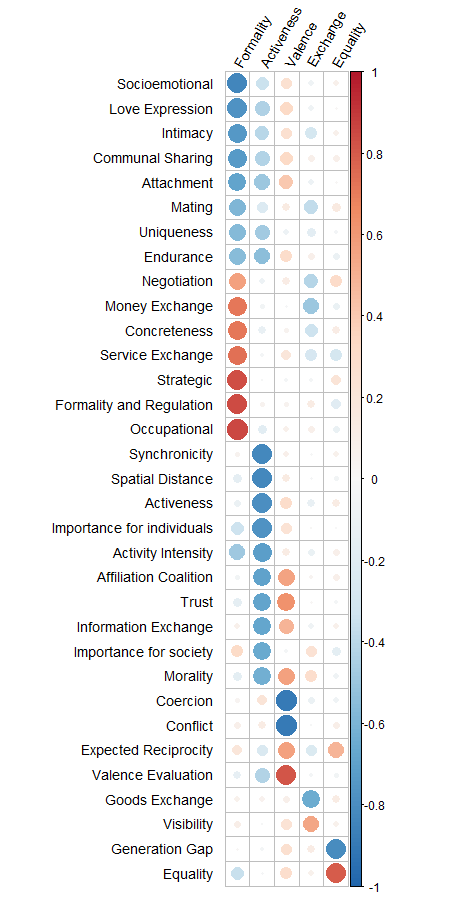 Formality
Activeness
Valence
Exchange
Equality
Socioemotional
Love Expression
Intimacy
Communal Sharing
Attachment
Mating
Uniqueness
Endurance
Negotiation
Money Exchange
Concreteness
Service Exchange
Strategic
Formality and Regulation
Occupational
Synchronicity
Spatial Distance
Activeness
Importance for individuals
Activity Intensity
Affiliation Coalition
Trust
Information Exchange
Importance for society
Morality
Coercion
Conflict
Expected Reciprocity
Valence Evaluation
Goods Exchange
Visibility
Generation Gap
Equality
1
0.8
0.6
0.4
0.2
0
-0.2
-0.4
-0.6
-0.8
-1